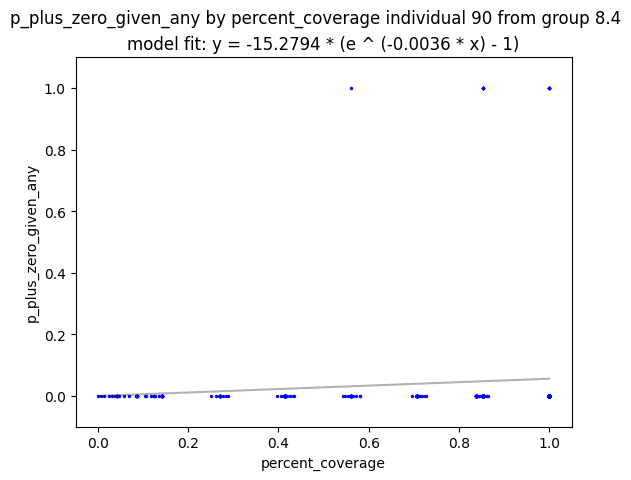 p_plus_zero_given_any by percent_coverage individual 90 from group 8.4
model fit: y = -15.2794 * (e ^ (-0.0036 * x) - 1)
1.0
0.8
0.6
0.4
0.2
0.0
p_plus_zero_given_any
0.0 0.2 0.4 0.6 0.8 1.0
percent_coverage